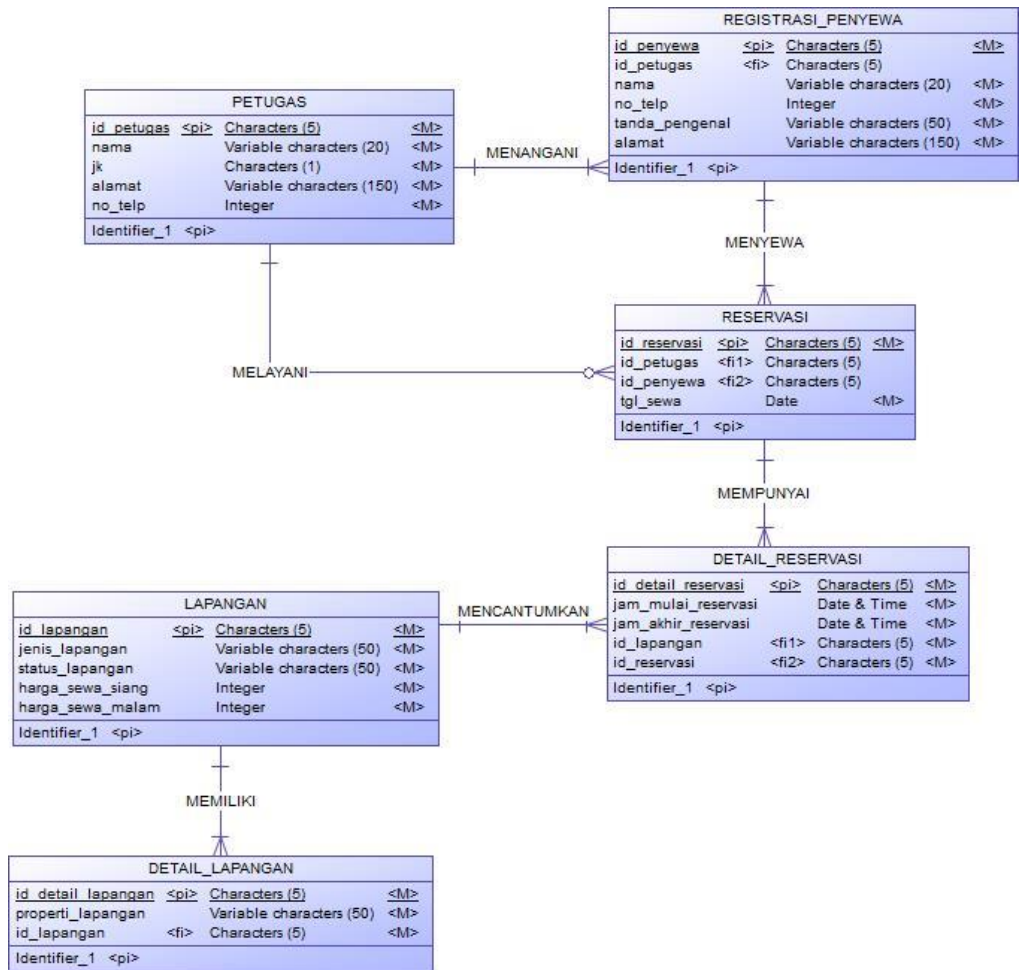 REGISTRASI_PENYEWA
id_penyewa <pi> Characters (5) <M>
id_petugas <fi> Characters (5)
nama Variable characters (20) <M>
no_telp Integer <M>
tanda_pengenal Variable characters (50) <M>
alamat Variable characters (150) <M>
Identifier_1 <pi>
PETUGAS
id_petugas <pi> Characters (5) <M>
nama Variable characters (20) <M>
jk Characters (1) <M>
alamat Variable characters (150) <M>
no_telp Integer <M>
Identifier_1 <pi>
MENANGANI
MENYEWA
RESERVASI
id_reservasi <pi> Characters (5) <M>
id_petugas <fi1> Characters (5)
id_penyewa <fi2> Characters (5)
tgl_sewa Date <M>
Identifier_1 <pi>
MELAYANI
MEMPUNYAI
DETAIL_RESERVASI
id_detail_reservasi <pi> Characters (5) <M>
jam_mulai_reservasi Date & Time <M>
jam_akhir_reservasi Date & Time <M>
id_lapangan <fi1> Characters (5) <M>
id_reservasi <fi2> Characters (5) <M>
Identifier_1 <pi>
MENCANTUMKAN
LAPANGAN
id_lapangan <pi> Characters (5) <M>
jenis_lapangan Variable characters (50) <M>
status_lapangan Variable characters (50) <M>
harga_sewa_siang Integer <M>
harga_sewa_malam Integer <M>
Identifier_1 <pi>
MEMILIKI
DETAIL_LAPANGAN
id_detail_lapangan <pi> Characters (5) <M>
properti_lapangan Variable characters (50) <M>
id_lapangan <fi> Characters (5) <M>
Identifier_1 <pi>